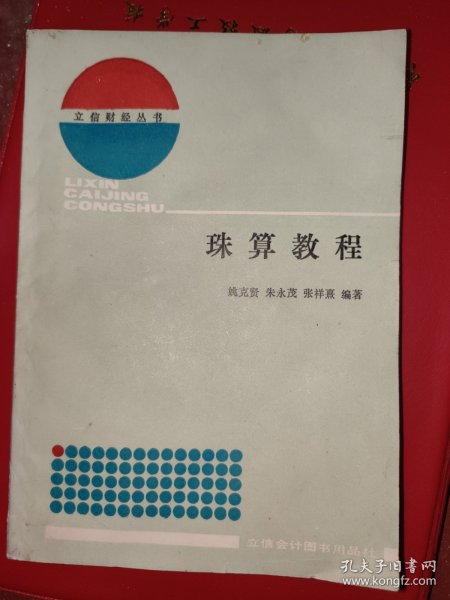 立信财经丛书
LIXIN
CAIJING
CONGSHU
珠算教程
姚克贤 朱永茂 张祥熹 编著
立信会计图书用品社
孔夫子旧书网
www.kongfz.com